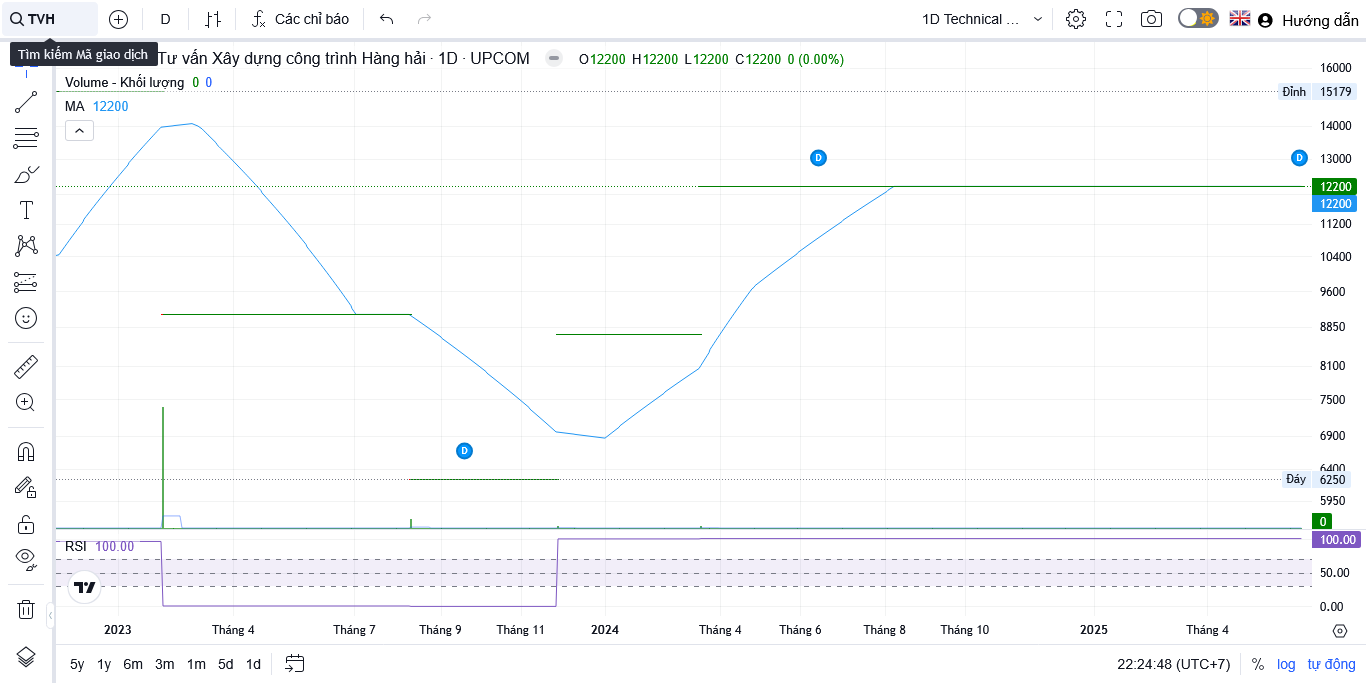 TVH
D
Các chỉ báo
1D Technical ...
Hướng dẫn
Tìm kiếm Mã giao dịch
Tư vấn Xây dựng công trình Hàng hải · 1D · UPCOM
O12200 H12200 L12200 C12200 0 (0.00%)
Volume - Khối lượng 0 0
MA 12200
16000
Đỉnh 15179
14000
13000
D
D
12200
12200
11200
10400
9600
8850
8100
7500
6900
6400
D
Đáy 6250
5950
0
RSI 100.00
100.00
50.00
0.00
2023 Tháng 4 Tháng 7 Tháng 9 Tháng 11 2024 Tháng 4 Tháng 6 Tháng 8 Tháng 10 2025 Tháng 4
5y 1y 6m 3m 1m 5d 1d
22:24:48 (UTC+7) % log tự động